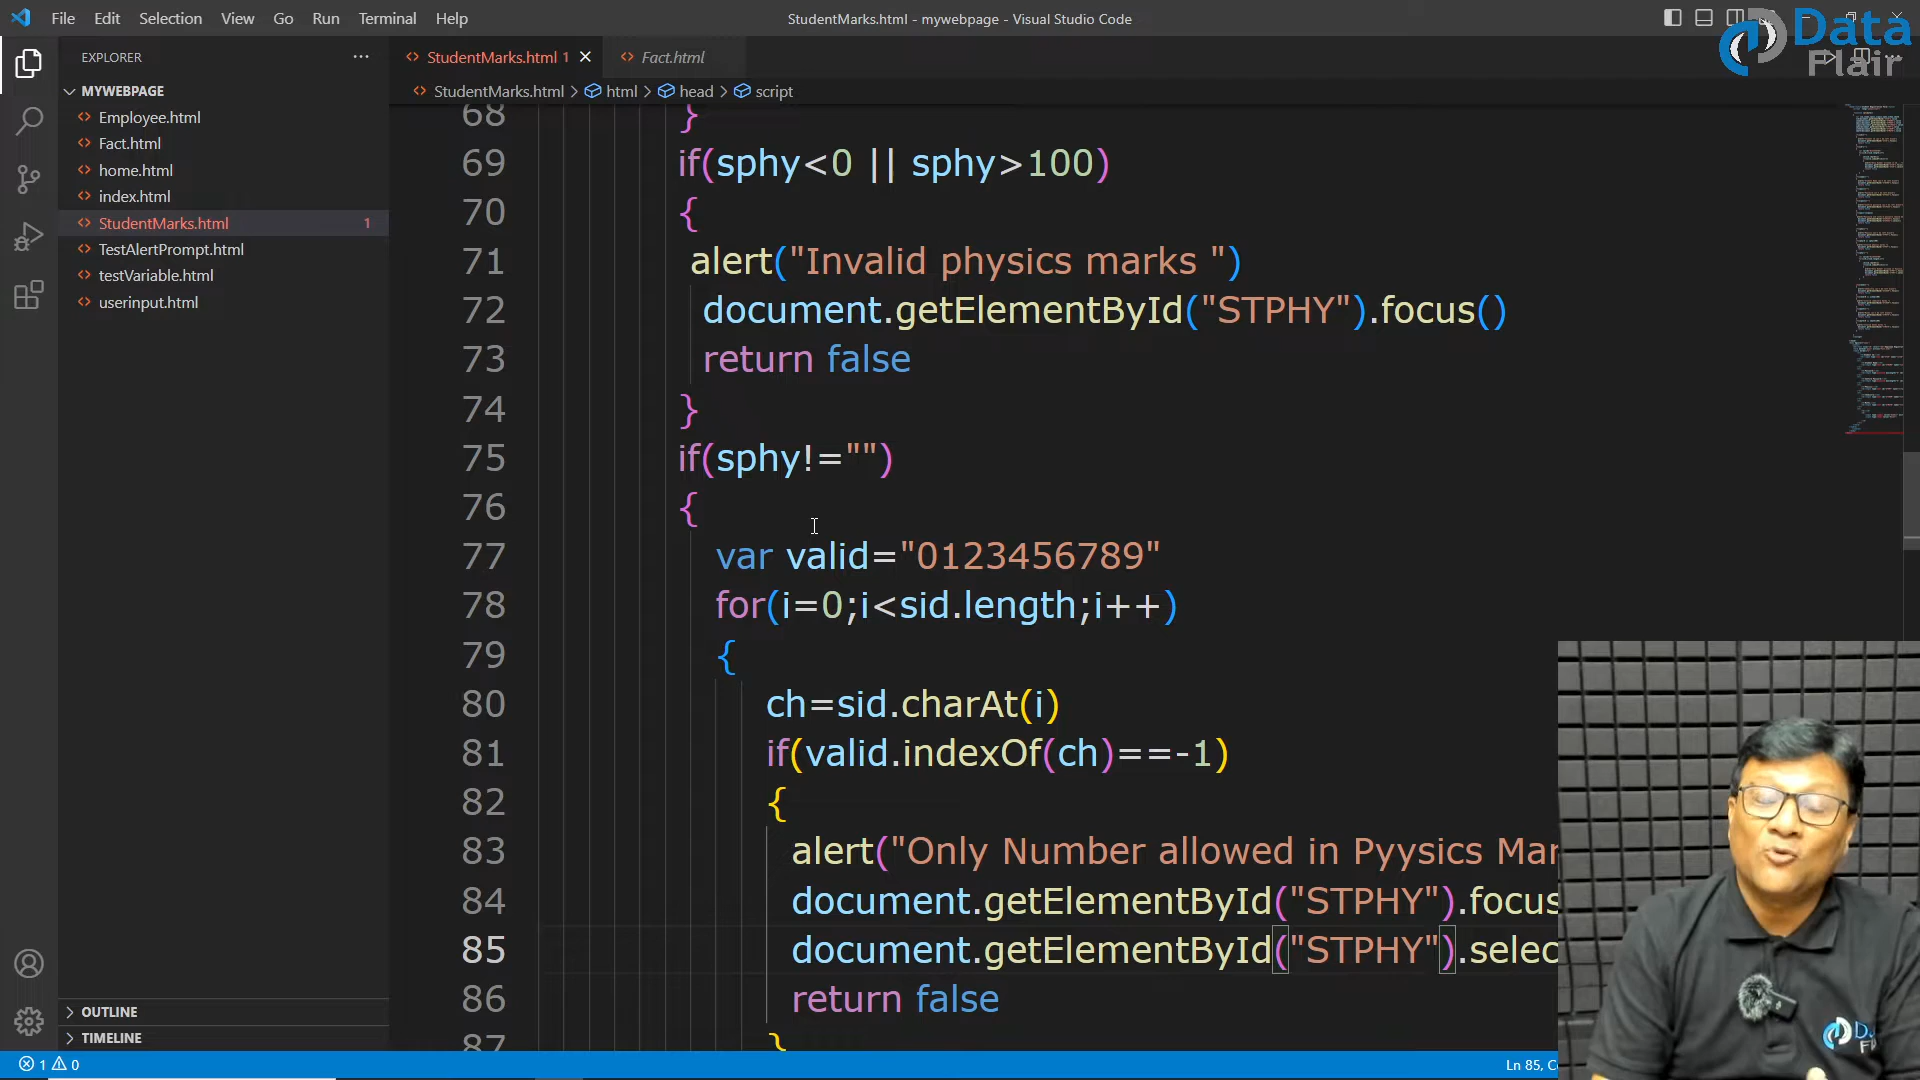 File Edit Selection View Go Run Terminal Help
StudentMarks.html - mywebpage - Visual Studio Code
Data
Flair
EXPLORER
StudentMarks.html 1
Fact.html
StudentMarks.html > html > head > script
MYWEBPAGE
Employee.html
Fact.html
home.html
index.html
StudentMarks.html 1
TestAlertPrompt.html
testVariable.html
userinput.html
68 }
69 if(sphy<0 || sphy>100)
70 {
71 alert("Invalid physics marks ")
72 document.getElementById("STPHY").focus()
73 return false
74 }
75 if(sphy!="")
76 {
77 var valid="0123456789"
78 for(i=0;i<sid.length;i++)
79 {
80 ch=sid.charAt(i)
81 if(valid.indexOf(ch)==-1)
82 {
83 alert("Only Number allowed in Pyysics Mar
84 document.getElementById("STPHY").focus
85 document.getElementById("STPHY").selec
86 return false
87 }
OUTLINE
TIMELINE
1 0
Ln 85, C